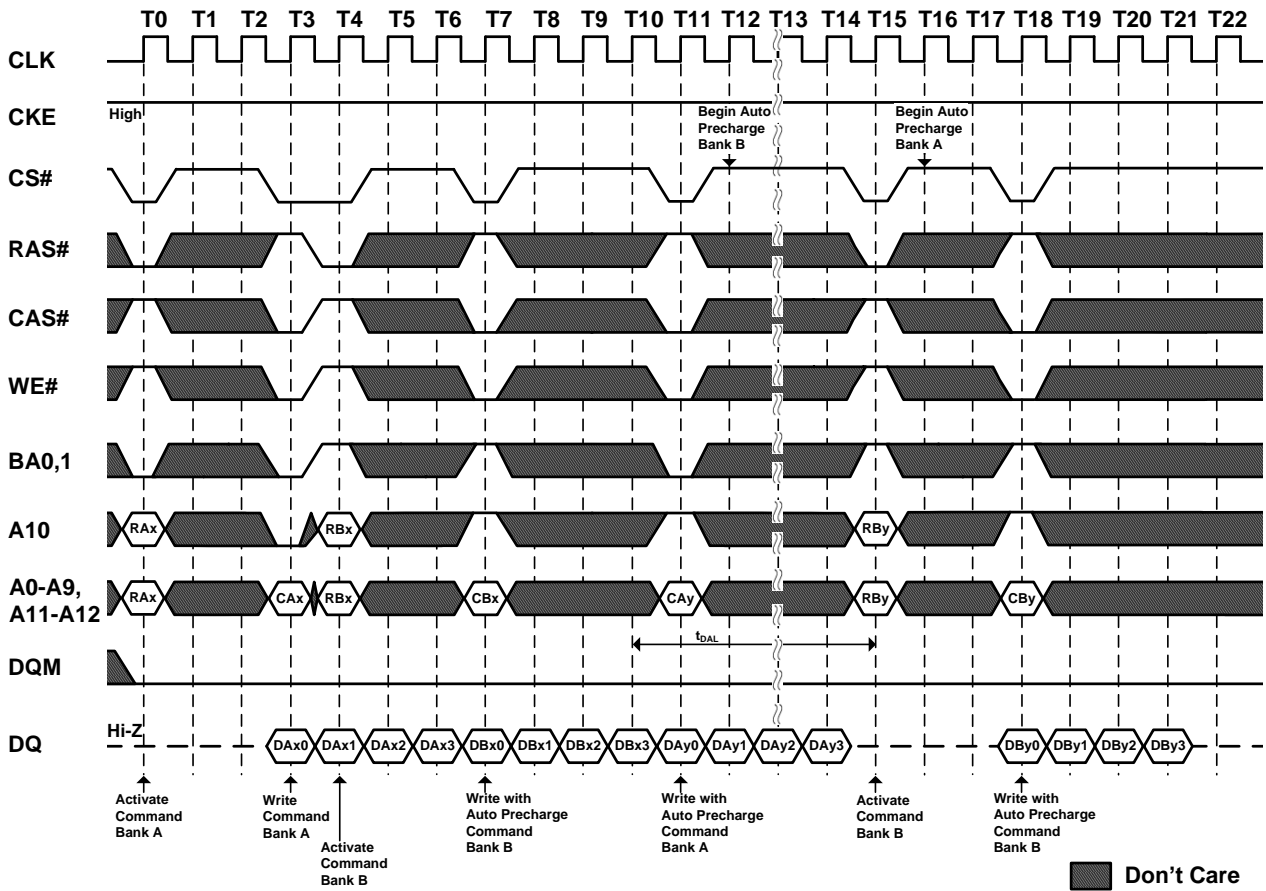 T0 T1 T2 T3 T4 T5 T6 T7 T8 T9 T10 T11 T12 T13 T14 T15 T16 T17 T18 T19 T20 T21 T22
CLK
CKE
High
Begin Auto
Precharge
Bank B
Begin Auto
Precharge
Bank A
CS#
RAS#
CAS#
WE#
BA0,1
A10
RAx RBx RBy
A0-A9,
A11-A12
RAx CAx RBx CBx CAy RBy CBy
tDAL
DQM
DQ
Hi-Z
DAx0 DAx1 DAx2 DAx3 DBx0 DBx1 DBx2 DBx3 DAy0 DAy1 DAy2 DAy3 DBy0 DBy1 DBy2 DBy3
Activate
Command
Bank A
Write
Command
Bank A
Activate
Command
Bank B
Write with
Auto Precharge
Command
Bank B
Write with
Auto Precharge
Command
Bank A
Activate
Command
Bank B
Write with
Auto Precharge
Command
Bank B
Don't Care